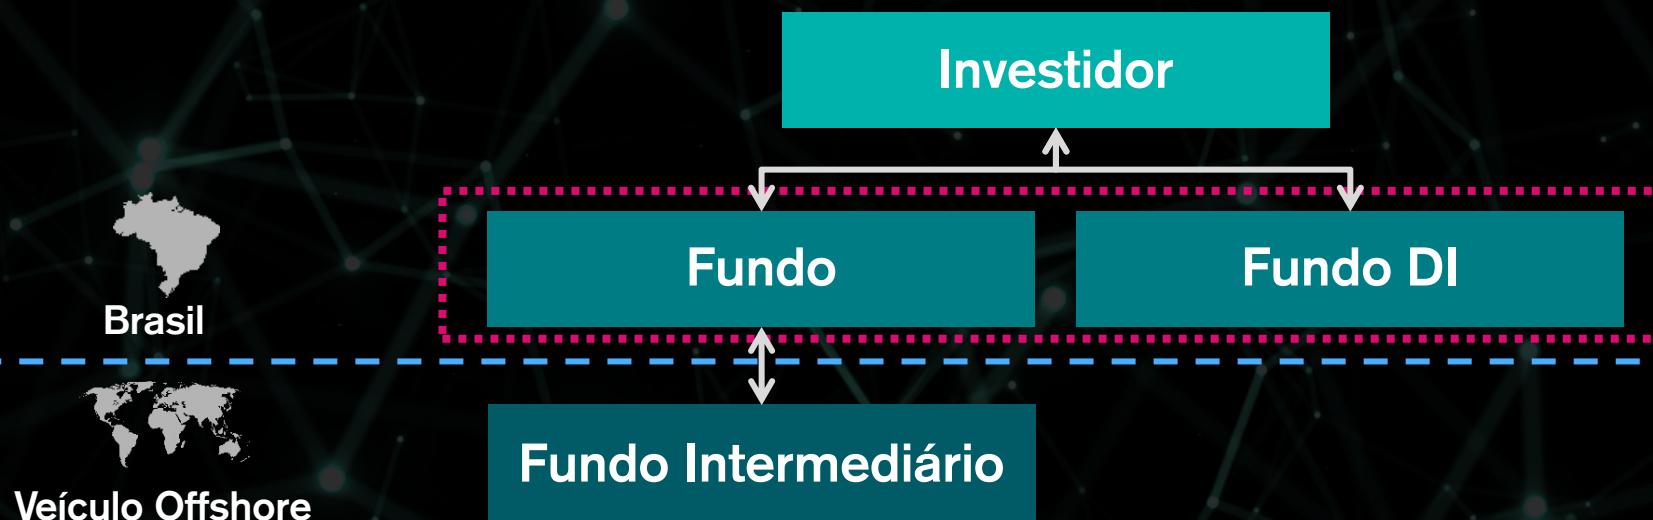 Investidor
Fundo
Fundo DI
Brasil
Fundo Intermediário
Veículo Offshore